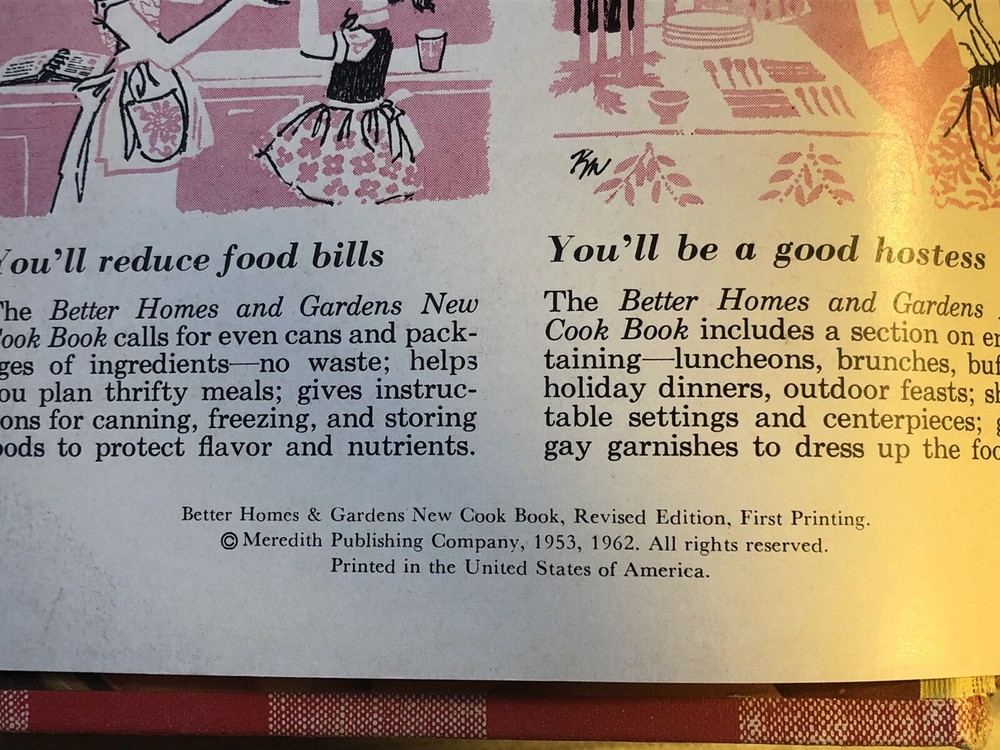 You'll reduce food bills
The Better Homes and Gardens New
Cook Book calls for even cans and pack-
ges of ingredients—no waste; helps
ou plan thrifty meals; gives instruc-
ons for canning, freezing, and storing
oods to protect flavor and nutrients.
You'll be a good hostess
The Better Homes and Gardens
Cook Book includes a section on en
taining—luncheons, brunches, buf
holiday dinners, outdoor feasts; sh
table settings and centerpieces; g
gay garnishes to dress up the foo
Better Homes & Gardens New Cook Book, Revised Edition, First Printing.
© Meredith Publishing Company, 1953, 1962. All rights reserved.
Printed in the United States of America.